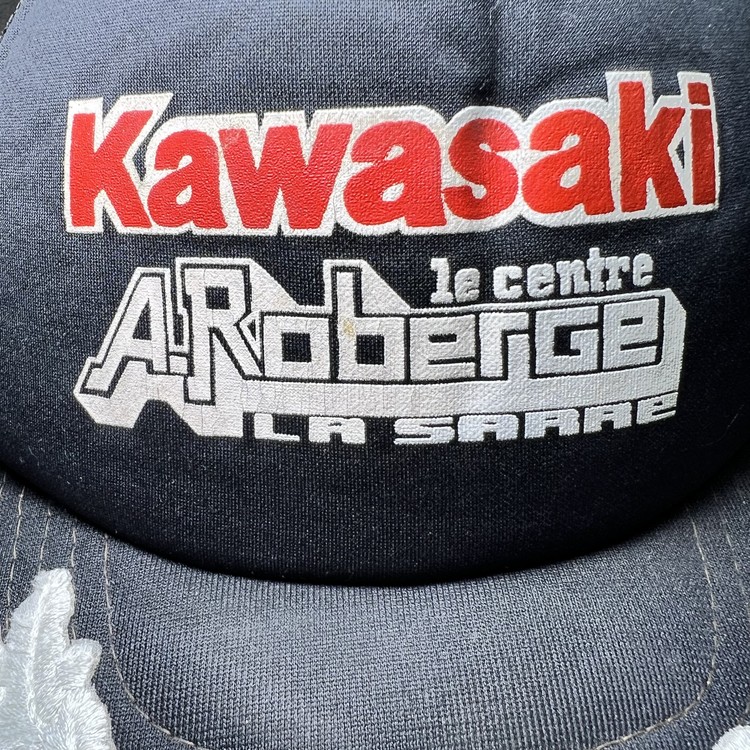 Kawasaki
le centre
A.Roberge
LA SARRE